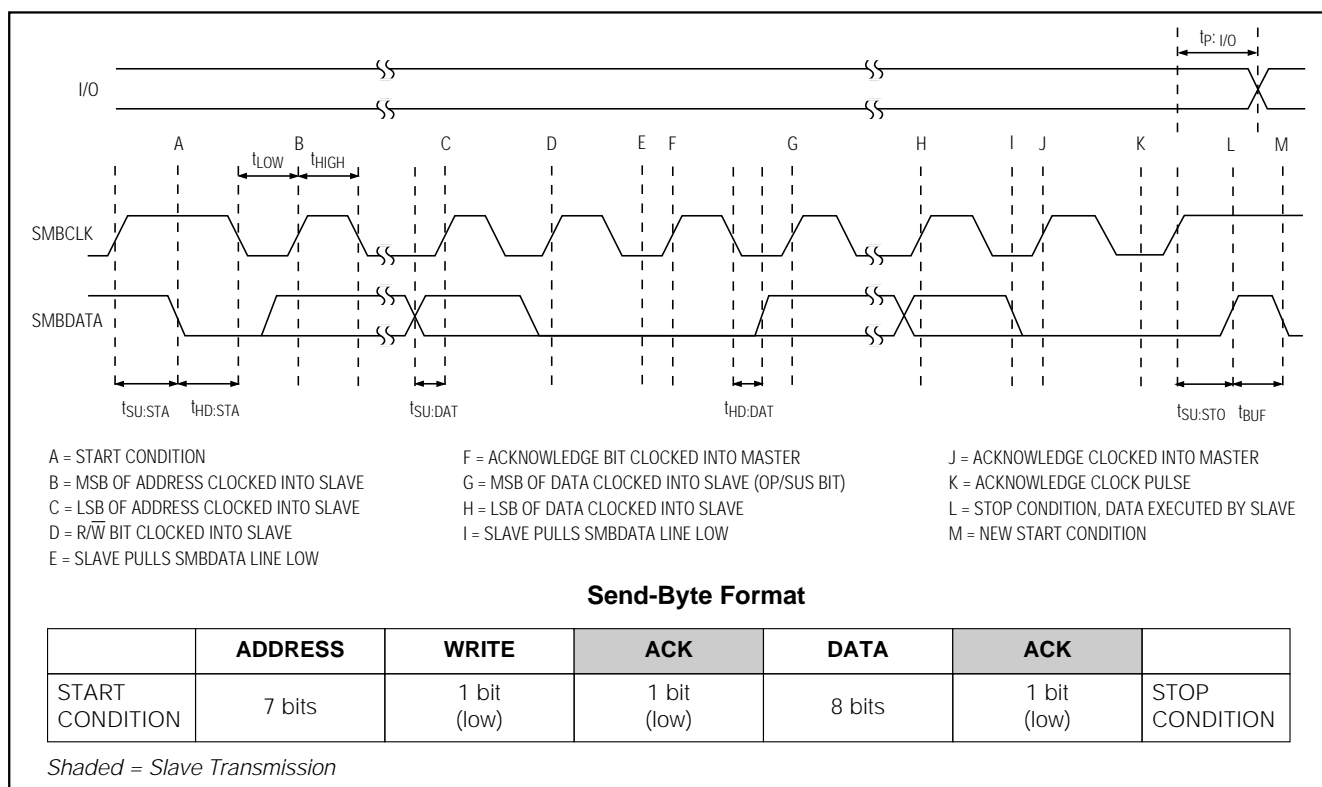 tP: I/O
I/O
A B C D E F G H I J K L M
tLOW tHIGH
SMBCLK
SMBDATA
tSU:STA tHD:STA tSU:DAT tHD:DAT tSU:STO tBUF
A = START CONDITION
B = MSB OF ADDRESS CLOCKED INTO SLAVE
C = LSB OF ADDRESS CLOCKED INTO SLAVE
D = R/W̅ BIT CLOCKED INTO SLAVE
E = SLAVE PULLS SMBDATA LINE LOW
F = ACKNOWLEDGE BIT CLOCKED INTO MASTER
G = MSB OF DATA CLOCKED INTO SLAVE (OP/SUS BIT)
H = LSB OF DATA CLOCKED INTO SLAVE
I = SLAVE PULLS SMBDATA LINE LOW
J = ACKNOWLEDGE CLOCKED INTO MASTER
K = ACKNOWLEDGE CLOCK PULSE
L = STOP CONDITION, DATA EXECUTED BY SLAVE
M = NEW START CONDITION
Send-Byte Format
ADDRESS WRITE ACK DATA ACK
START CONDITION 7 bits 1 bit (low) 1 bit (low) 8 bits 1 bit (low) STOP CONDITION
Shaded = Slave Transmission